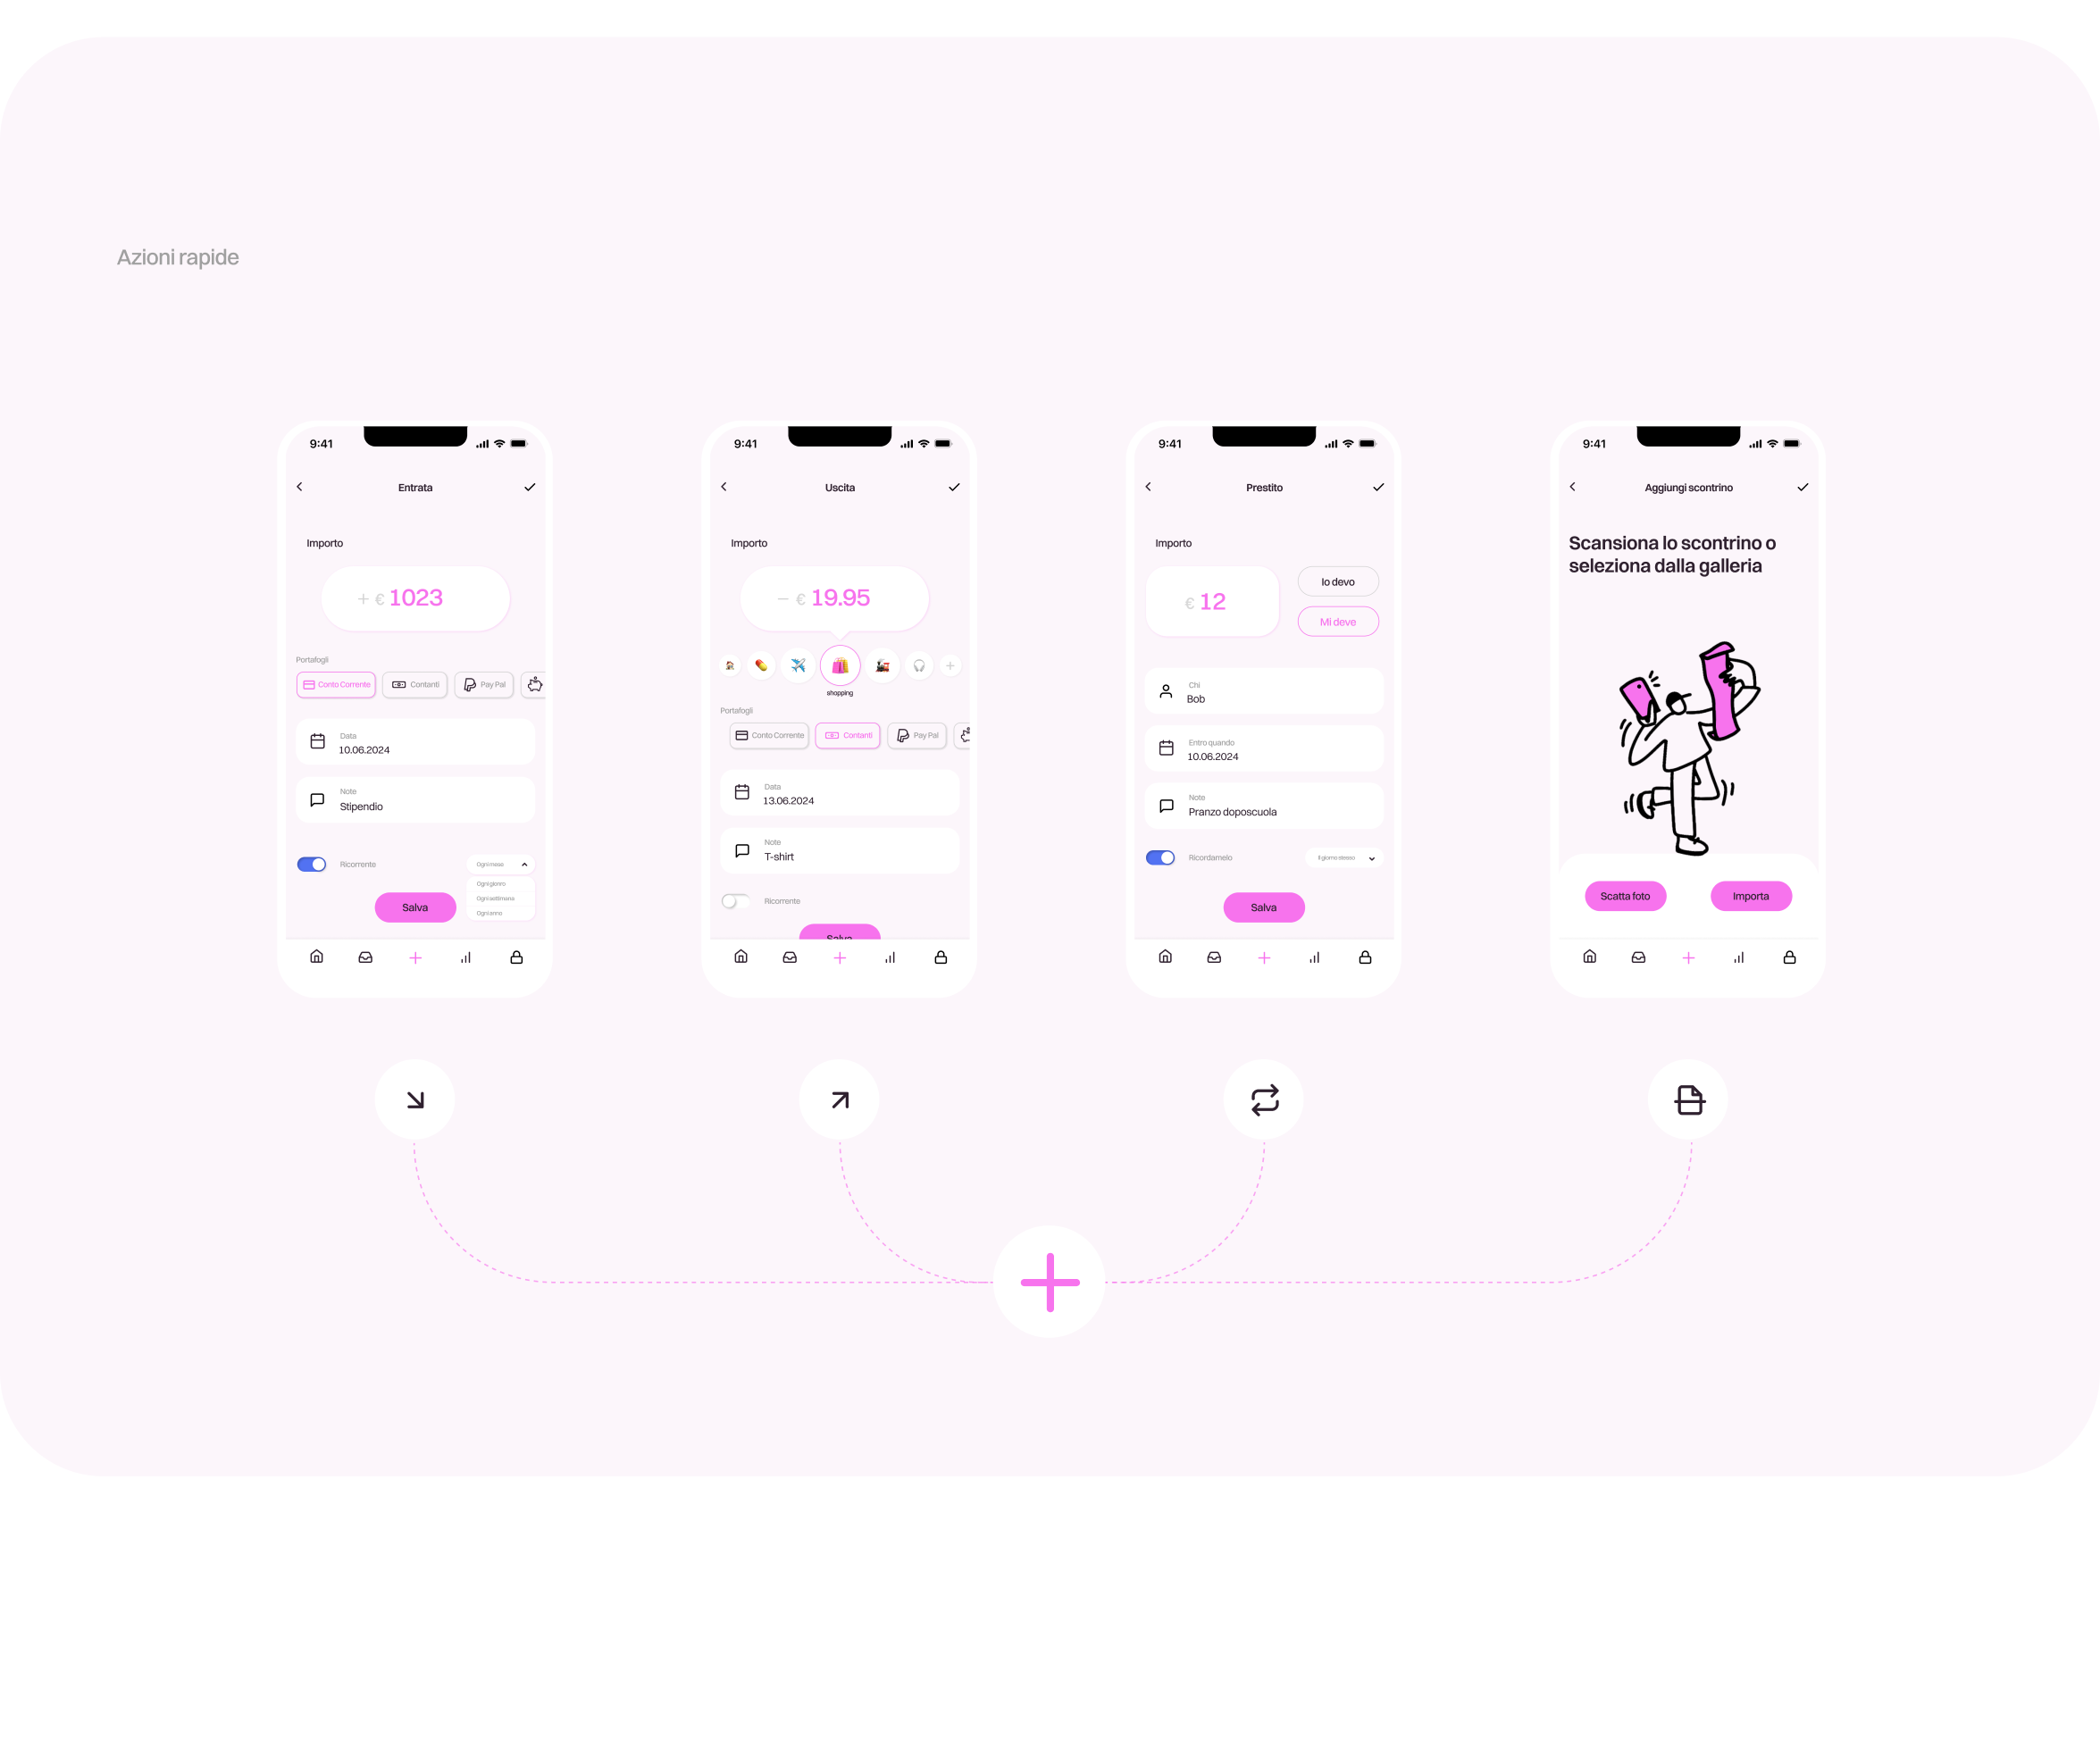 Azioni rapide
9:41
Entrata
Importo
+ € 1023
Portafogli
Conto Corrente
Contanti
Pay Pal
Data
10.06.2024
Note
Stipendio
Ricorrente
Ogni mese
Ogni giorno
Ogni settimana
Ogni anno
Salva
9:41
Uscita
Importo
− € 19.95
shopping
Portafogli
Conto Corrente
Contanti
Pay Pal
Data
13.06.2024
Note
T-shirt
Ricorrente
Salva
9:41
Prestito
Importo
€ 12
Io devo
Mi deve
Chi
Bob
Entro quando
10.06.2024
Note
Pranzo doposcuola
Ricordamelo
Il giorno stesso
Salva
9:41
Aggiungi scontrino
Scansiona lo scontrino o
seleziona dalla galleria
Scatta foto
Importa